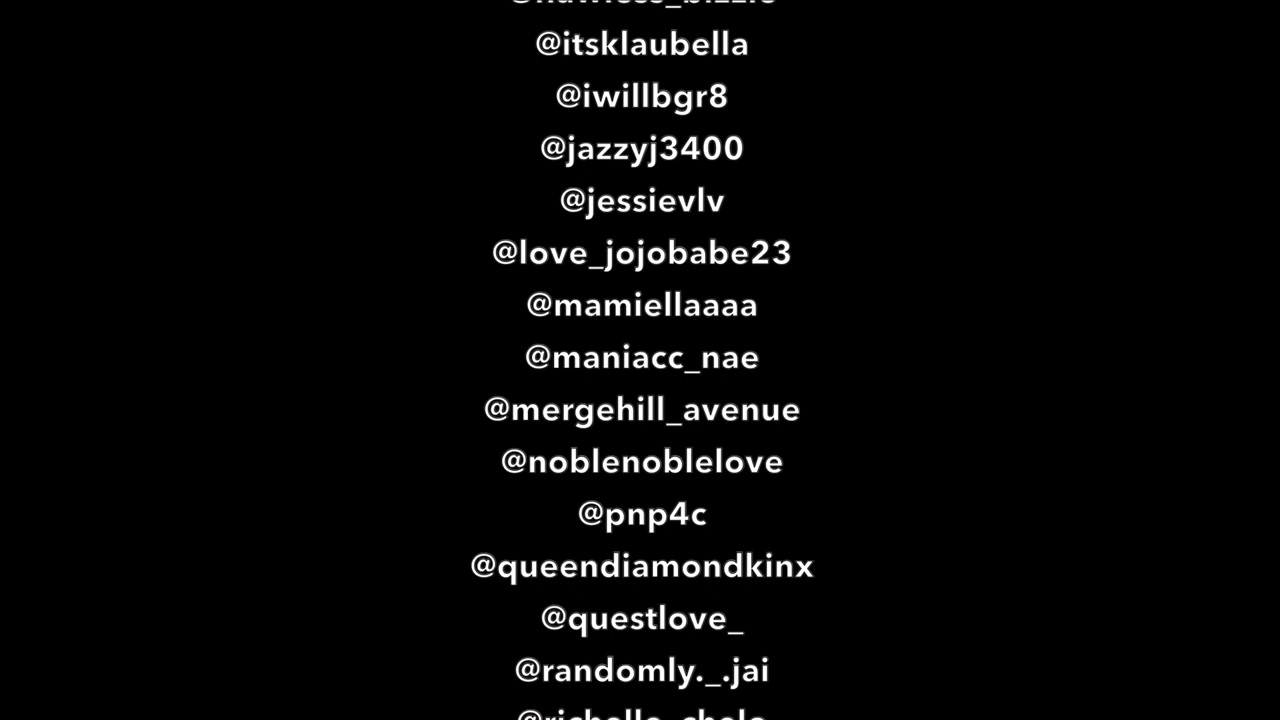 @itsklaubella
@iwillbgr8
@jazzyj3400
@jessievlv
@love_jojobabe23
@mamiellaaaa
@maniacc_nae
@mergehill_avenue
@noblenoblelove
@pnp4c
@queendiamondkinx
@questlove_
@randomly._.jai